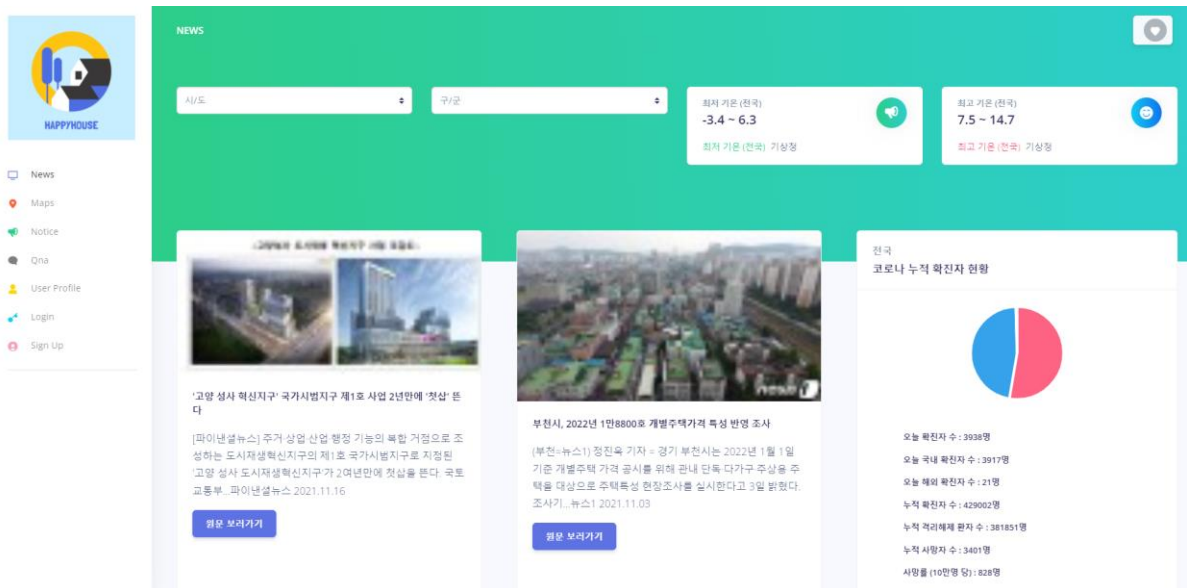 HAPPYHOUSE
News
Maps
Notice
Qna
User Profile
Login
Sign Up
NEWS
시/도
구/군
최저 기온 (전국)
-3.4 ~ 6.3
최저 기온 (전국) 기상청
최고 기온 (전국)
7.5 ~ 14.7
최고 기온 (전국) 기상청
'고양 성사 혁신지구' 국가시범지구 제1호 사업 2년만에 '첫삽' 뜬
다
[파이낸셜뉴스] 주거·상업·산업·행정 기능의 복합 거점으로 조
성하는 도시재생혁신지구의 제1호 국가시범지구로 지정된
'고양 성사 도시재생혁신지구'가 2여년만에 첫삽을 뜬다. 국토
교통부...파이낸셜뉴스 2021.11.16
원문 보러가기
뉴스1
부천시, 2022년 1만8800호 개별주택가격 특성 반영 조사
(부천=뉴스1) 정진욱 기자 = 경기 부천시는 2022년 1월 1일
기준 개별주택 가격 공시를 위해 관내 단독·다가구·주상용 주
택을 대상으로 주택특성 현장조사를 실시한다고 3일 밝혔다.
조사기...뉴스1 2021.11.03
원문 보러가기
전국
코로나 누적 확진자 현황
오늘 확진자 수 : 3938명
오늘 국내 확진자 수 : 3917명
오늘 해외 확진자 수 : 21명
누적 확진자 수 : 429002명
누적 격리해제 환자 수 : 381851명
누적 사망자 수 : 3401명
사망률 (10만명 당) : 828명